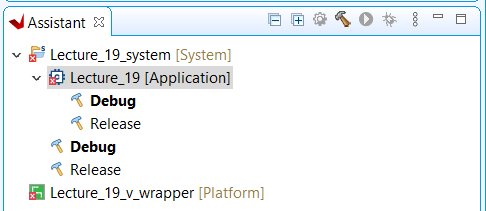 Assistant
Lecture_19_system [System]
Lecture_19 [Application]
Debug
Release
Debug
Release
Lecture_19_v_wrapper [Platform]